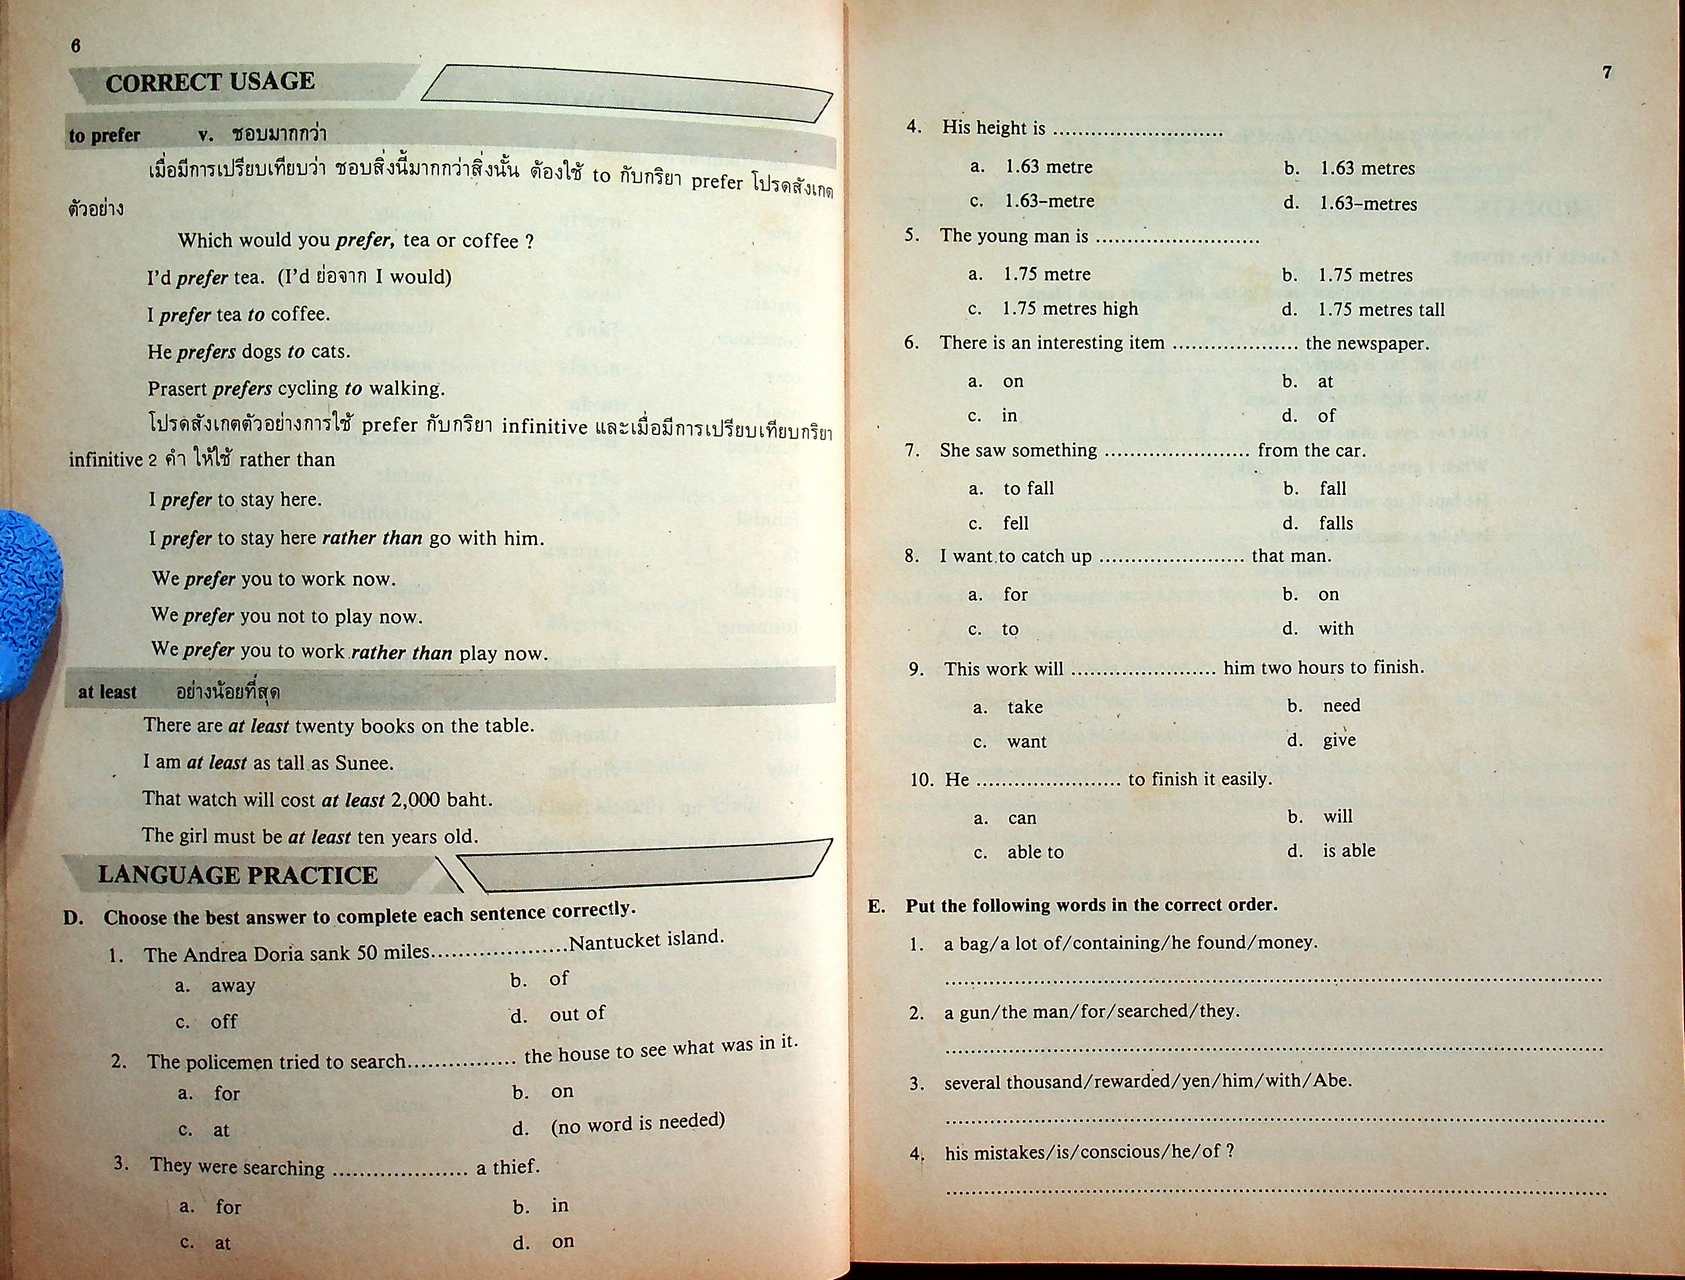 6
CORRECT USAGE
to prefer v. ชอบมากกว่า
เมื่อมีการเปรียบเทียบว่า ชอบสิ่งนี้มากกว่าสิ่งนั้น ต้องใช้ to กับกริยา prefer โปรดสังเกต
ตัวอย่าง
Which would you prefer, tea or coffee ?
I'd prefer tea. (I'd ย่อจาก I would)
I prefer tea to coffee.
He prefers dogs to cats.
Prasert prefers cycling to walking.
โปรดสังเกตตัวอย่างการใช้ prefer กับกริยา infinitive และเมื่อมีการเปรียบเทียบกริยา
infinitive 2 คำ ให้ใช้ rather than
I prefer to stay here.
I prefer to stay here rather than go with him.
We prefer you to work now.
We prefer you not to play now.
We prefer you to work rather than play now.
at least อย่างน้อยที่สุด
There are at least twenty books on the table.
I am at least as tall as Sunee.
That watch will cost at least 2,000 baht.
The girl must be at least ten years old.
LANGUAGE PRACTICE
D. Choose the best answer to complete each sentence correctly.
1. The Andrea Doria sank 50 miles....................Nantucket island.
a. away b. of
c. off d. out of
2. The policemen tried to search................ the house to see what was in it.
a. for b. on
c. at d. (no word is needed)
3. They were searching .................... a thief.
a. for b. in
c. at d. on
7
4. His height is ...........................
a. 1.63 metre b. 1.63 metres
c. 1.63-metre d. 1.63-metres
5. The young man is ..........................
a. 1.75 metre b. 1.75 metres
c. 1.75 metres high d. 1.75 metres tall
6. There is an interesting item .................... the newspaper.
a. on b. at
c. in d. of
7. She saw something ....................... from the car.
a. to fall b. fall
c. fell d. falls
8. I want to catch up ....................... that man.
a. for b. on
c. to d. with
9. This work will ....................... him two hours to finish.
a. take b. need
c. want d. give
10. He ....................... to finish it easily.
a. can b. will
c. able to d. is able
E. Put the following words in the correct order.
1. a bag/a lot of/containing/he found/money.
2. a gun/the man/for/searched/they.
3. several thousand/rewarded/yen/him/with/Abe.
4. his mistakes/is/conscious/he/of ?